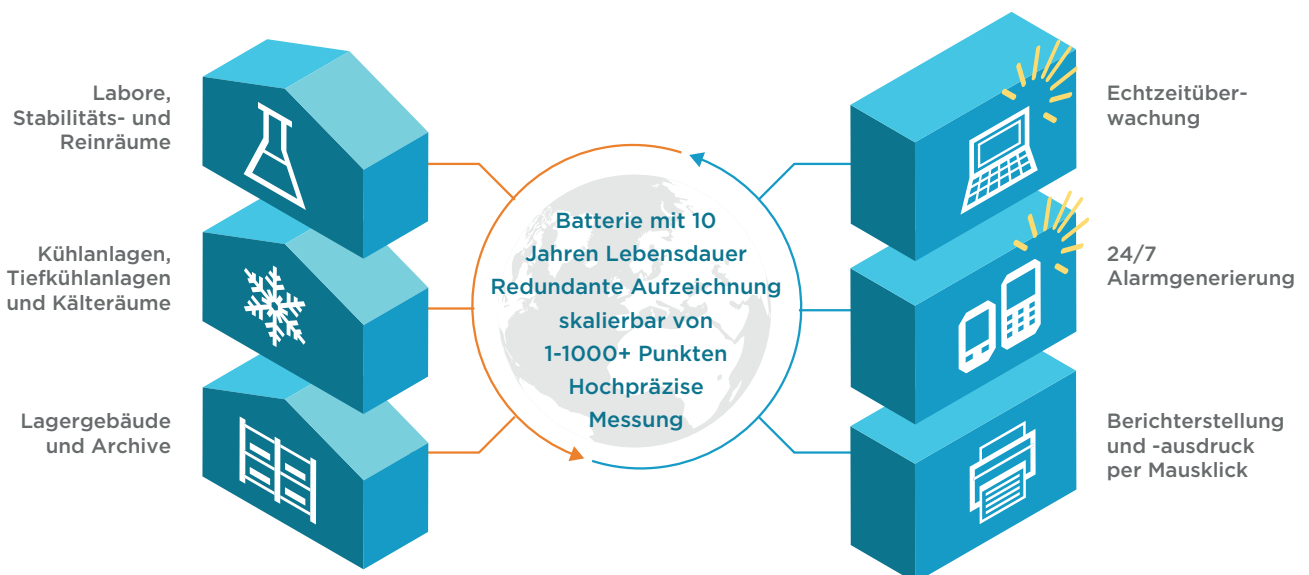 Labore,
Stabilitäts- und
Reinräume
Kühlanlagen,
Tiefkühlanlagen
und Kälteräume
Lagergebäude
und Archive
Batterie mit 10
Jahren Lebensdauer
Redundante Aufzeichnung
skalierbar von
1-1000+ Punkten
Hochpräzise
Messung
Echtzeitüber-
wachung
24/7
Alarmgenerierung
Berichterstellung
und -ausdruck
per Mausklick